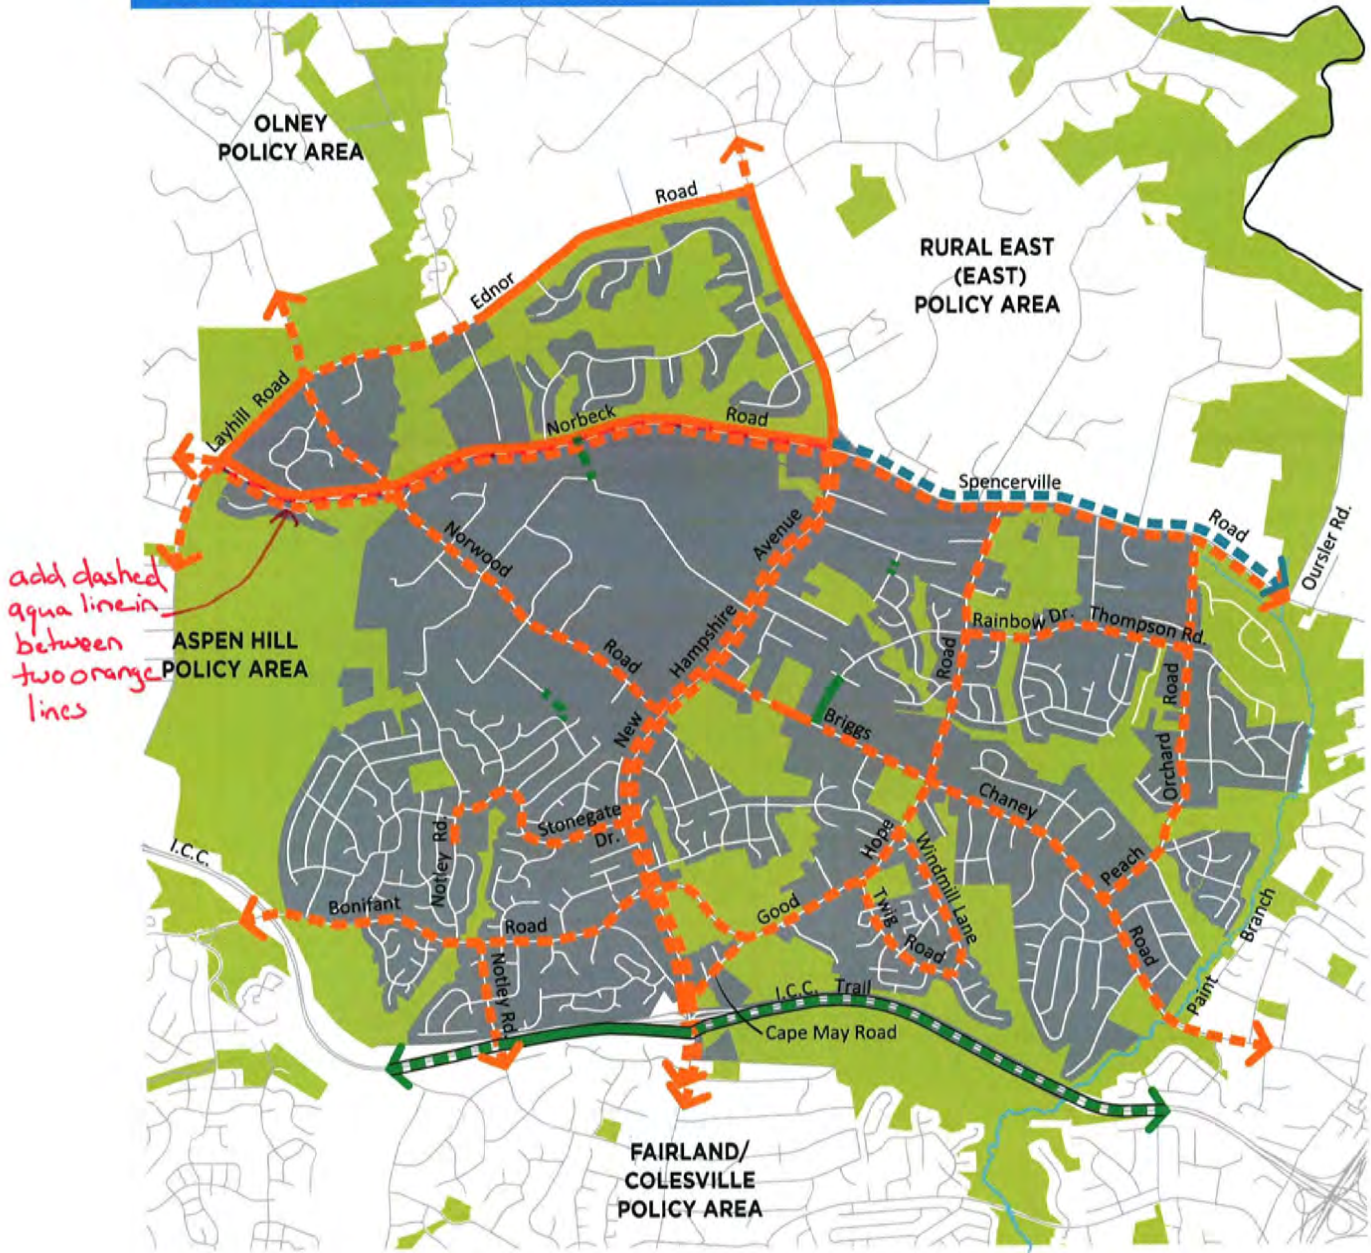 OLNEY
POLICY AREA
Road
RURAL EAST
(EAST)
POLICY AREA
Ednor
Layhill Road
Norbeck
Road
Spencerville
Road
Oursler Rd.
Avenue
Norwood
add dashed
aqua line in
between
two orange
lines
ASPEN HILL
POLICY AREA
Hampshire
Rainbow Dr.
Thompson Rd.
Road
Road
Road
New
Briggs
Orchard
Chaney
Stonegate
Dr.
Notley Rd.
Hope
Windmill Lane
Peach
I.C.C.
Bonifant
Road
Good
Twig
Road
Road
Branch
Paint
Notley Rd.
I.C.C. Trail
Cape May Road
FAIRLAND/
COLESVILLE
POLICY AREA